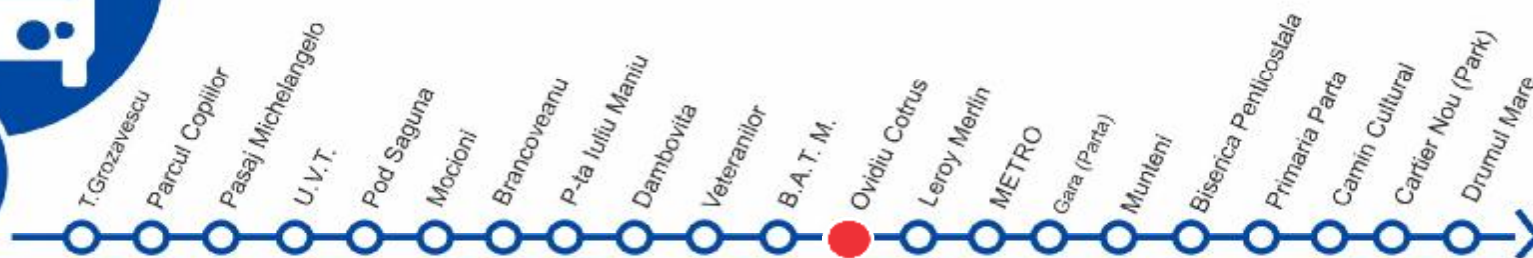 T.Grozavescu
Parcul Copiilor
Pasaj Michelangelo
U.V.T.
Pod Saguna
Mocioni
Brancoveanu
P-ta Iuliu Maniu
Dambovita
Veteranilor
B.A.T.M.
Ovidiu Cotrus
Leroy Merlin
METRO
Gara (Parta)
Munteni
Biserica Penticostala
Primaria Parta
Camin Cultural
Cartier Nou (Park)
Drumul Mare